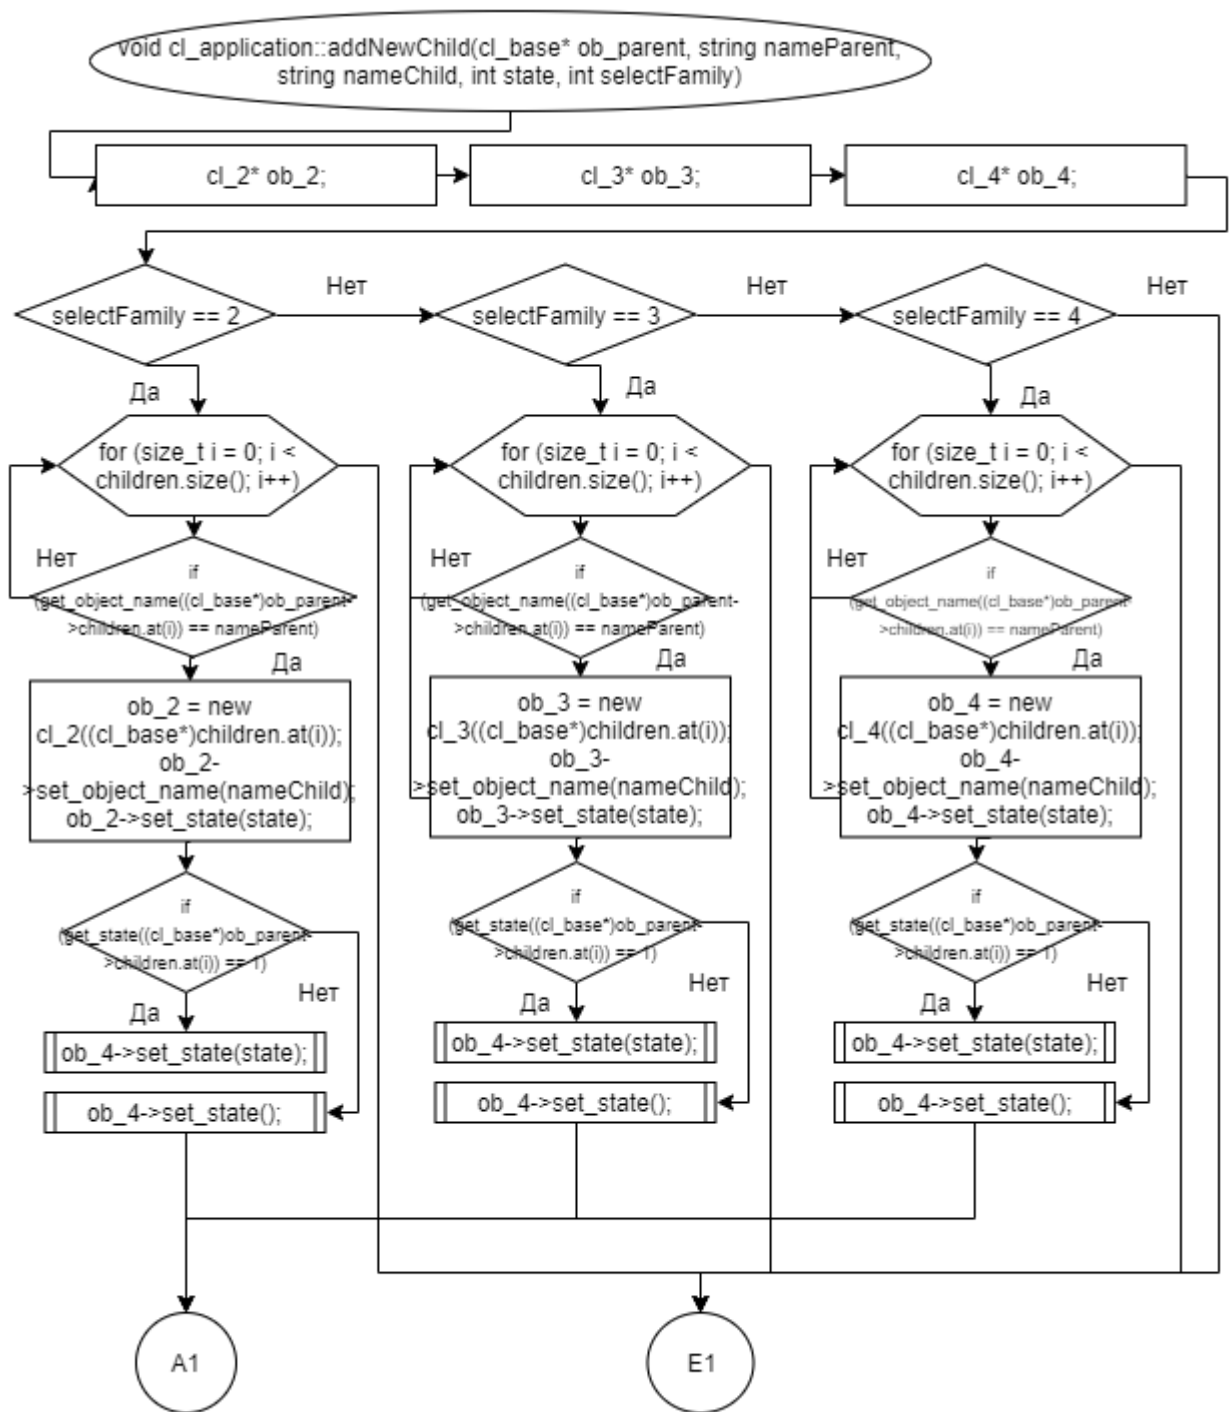 void cl_application::addNewChild(cl_base* ob_parent, string nameParent,
string nameChild, int state, int selectFamily)
cl_2* ob_2;
cl_3* ob_3;
cl_4* ob_4;
selectFamily == 2
Нет
selectFamily == 3
Нет
selectFamily == 4
Нет
Да
Да
Да
for (size_t i = 0; i <
children.size(); i++)
for (size_t i = 0; i <
children.size(); i++)
for (size_t i = 0; i <
children.size(); i++)
Нет
if
(get_object_name((cl_base*)ob_parent-
>children.at(i)) == nameParent)
Нет
if
(get_object_name((cl_base*)ob_parent-
>children.at(i)) == nameParent)
Нет
if
(get_object_name((cl_base*)ob_parent-
>children.at(i)) == nameParent)
Да
Да
Да
ob_2 = new
cl_2((cl_base*)children.at(i));
ob_2-
>set_object_name(nameChild);
ob_2->set_state(state);
ob_3 = new
cl_3((cl_base*)children.at(i));
ob_3-
>set_object_name(nameChild);
ob_3->set_state(state);
ob_4 = new
cl_4((cl_base*)children.at(i));
ob_4-
>set_object_name(nameChild);
ob_4->set_state(state);
if
(get_state((cl_base*)ob_parent-
>children.at(i)) == 1)
if
(get_state((cl_base*)ob_parent-
>children.at(i)) == 1)
if
(get_state((cl_base*)ob_parent-
>children.at(i)) == 1)
Да
Нет
Да
Нет
Да
Нет
ob_4->set_state(state);
ob_4->set_state(state);
ob_4->set_state(state);
ob_4->set_state();
ob_4->set_state();
ob_4->set_state();
A1
E1